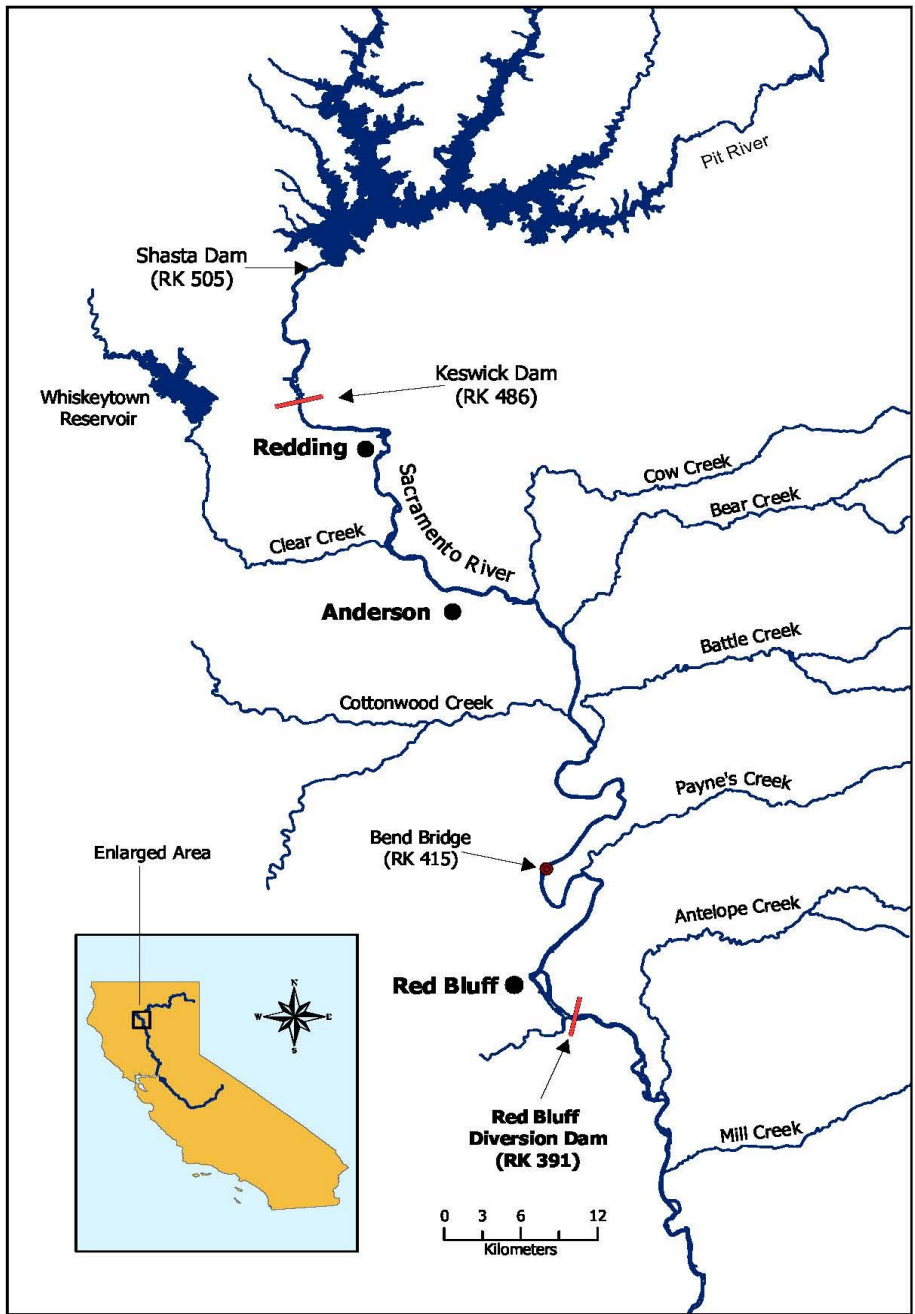 Pit River
Shasta Dam
(RK 505)
Keswick Dam
(RK 486)
Whiskeytown
Reservoir
Redding
Sacramento River
Cow Creek
Bear Creek
Clear Creek
Anderson
Battle Creek
Cottonwood Creek
Payne's Creek
Bend Bridge
(RK 415)
Enlarged Area
Antelope Creek
Red Bluff
N
W
E
S
Red Bluff
Diversion Dam
(RK 391)
Mill Creek
0 3 6 12
Kilometers